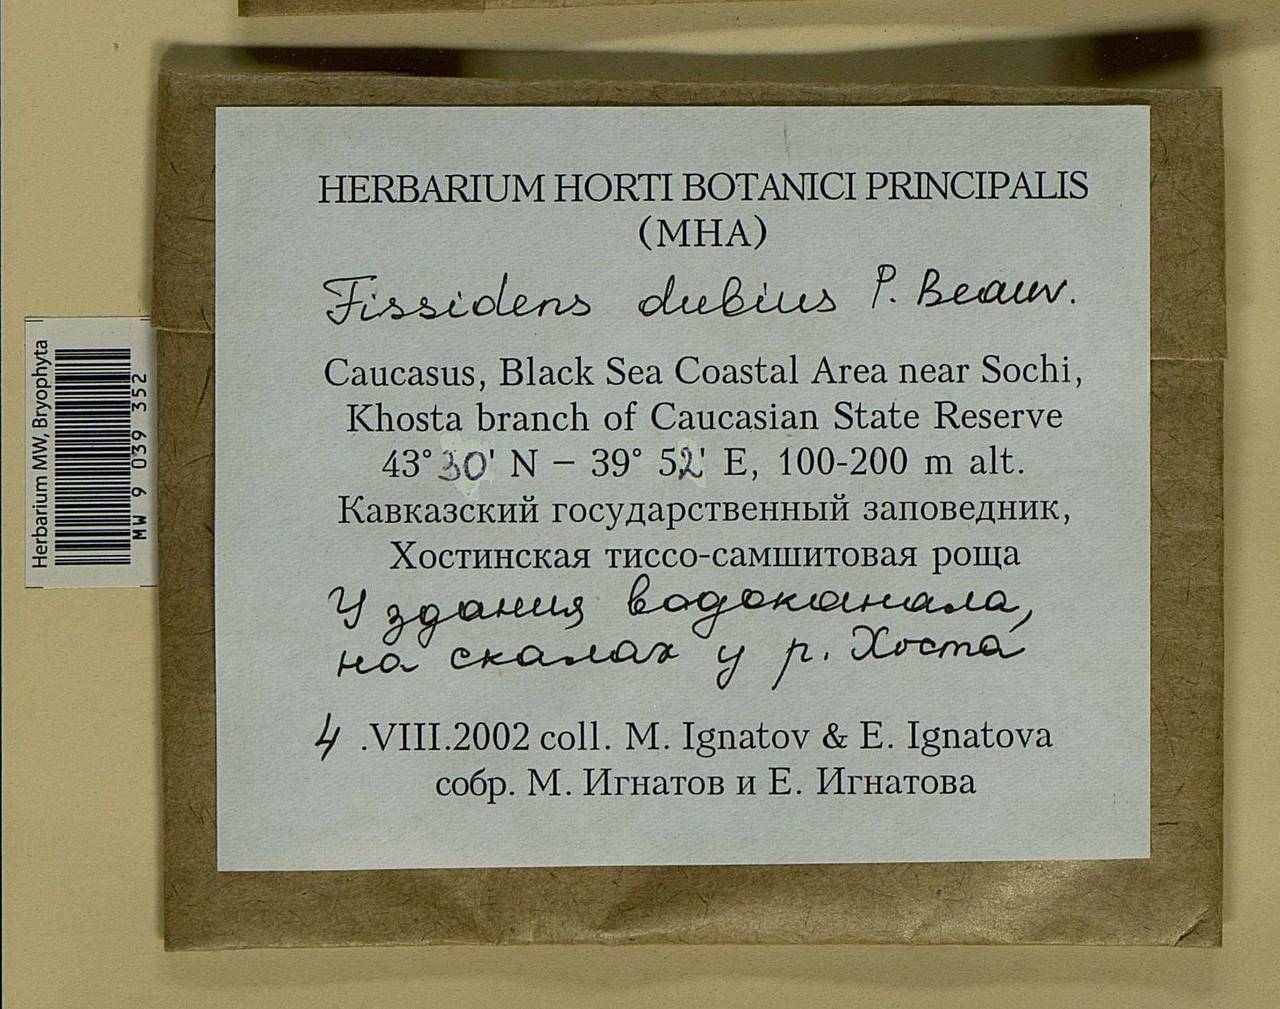 HERBARIUM HORTI BOTANICI PRINCIPALIS
(MHA)
Fissidens dubius P. Beauv.
Caucasus, Black Sea Coastal Area near Sochi,
Khosta branch of Caucasian State Reserve
43° 30' N – 39° 52' E, 100-200 m alt.
Кавказский государственный заповедник,
Хостинская тиссо-самшитовая роща
У здания водоканала,
на скалах у р. Хоста
4 .VIII.2002 coll. M. Ignatov & E. Ignatova
собр. М. Игнатов и Е. Игнатова
Herbarium MW, Bryophyta
MW 9 039 352